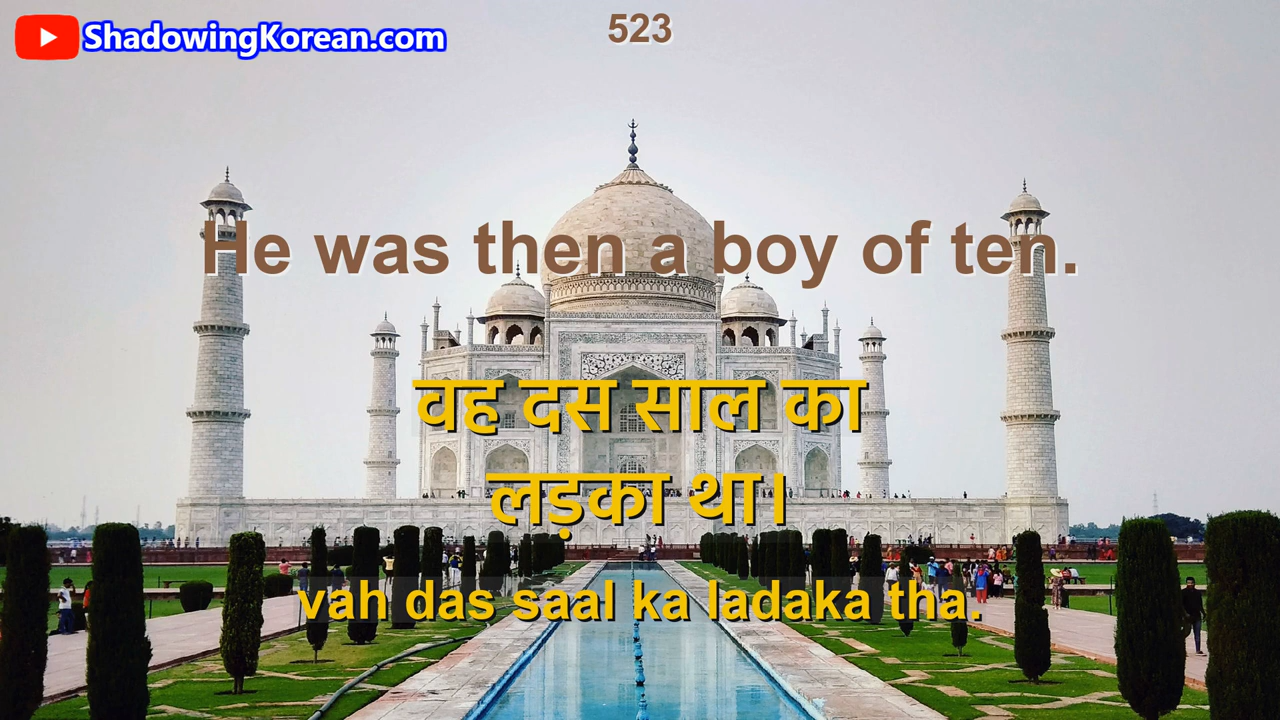 ShadowingKorean.com
523
He was then a boy of ten.
वह दस साल का
लड़का था।
vah das saal ka ladaka tha.